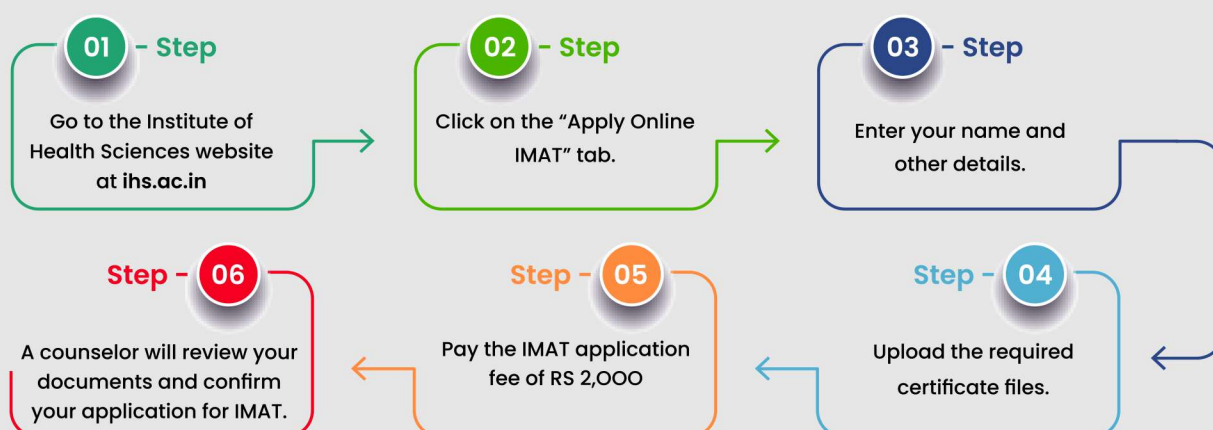 01 - Step
Go to the Institute of
Health Sciences website
at ihs.ac.in
02 - Step
Click on the “Apply Online
IMAT” tab.
03 - Step
Enter your name and
other details.
Step - 04
Upload the required
certificate files.
Step - 05
Pay the IMAT application
fee of RS 2,000
Step - 06
A counselor will review your
documents and confirm
your application for IMAT.